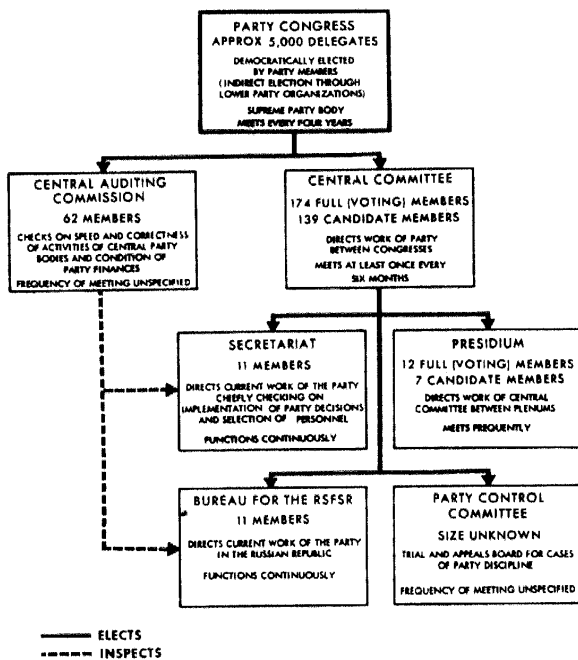 PARTY CONGRESS
APPROX 5,000 DELEGATES
DEMOCRATICALLY ELECTED
BY PARTY MEMBERS
(INDIRECT ELECTION THROUGH
LOWER PARTY ORGANIZATIONS)
SUPREME PARTY BODY
MEETS EVERY FOUR YEARS
CENTRAL AUDITING
COMMISSION
62 MEMBERS
CHECKS ON SPEED AND CORRECTNESS
OF ACTIVITIES OF CENTRAL PARTY
BODIES AND CONDITION OF
PARTY FINANCES
FREQUENCY OF MEETING UNSPECIFIED
CENTRAL COMMITTEE
174 FULL (VOTING) MEMBERS
139 CANDIDATE MEMBERS
DIRECTS WORK OF PARTY
BETWEEN CONGRESSES
MEETS AT LEAST ONCE EVERY
SIX MONTHS
SECRETARIAT
11 MEMBERS
DIRECTS CURRENT WORK OF THE PARTY
CHIEFLY CHECKING ON
IMPLEMENTATION OF PARTY DECISIONS
AND SELECTION OF PERSONNEL
FUNCTIONS CONTINUOUSLY
PRESIDIUM
12 FULL (VOTING) MEMBERS
7 CANDIDATE MEMBERS
DIRECTS WORK OF CENTRAL
COMMITTEE BETWEEN PLENUMS
MEETS FREQUENTLY
BUREAU FOR THE RSFSR
11 MEMBERS
DIRECTS CURRENT WORK OF THE PARTY
IN THE RUSSIAN REPUBLIC
FUNCTIONS CONTINUOUSLY
PARTY CONTROL
COMMITTEE
SIZE UNKNOWN
TRIAL AND APPEALS BOARD FOR CASES
OF PARTY DISCIPLINE
FREQUENCY OF MEETING UNSPECIFIED
ELECTS
INSPECTS